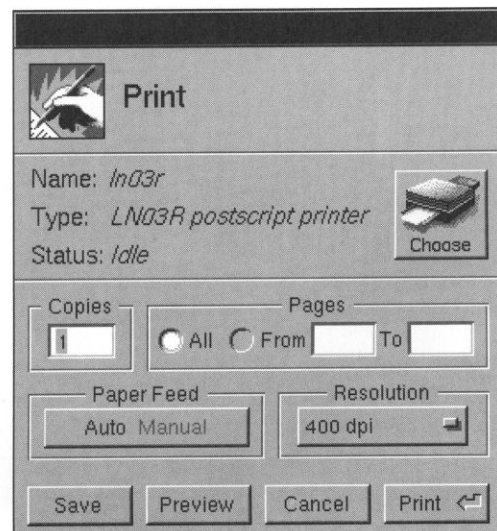 Print
Name: ln03r
Type: LN03R postscript printer
Status: Idle
Choose
Copies
Pages
1
All
From
To
Paper Feed
Resolution
Auto Manual
400 dpi
Save
Preview
Cancel
Print